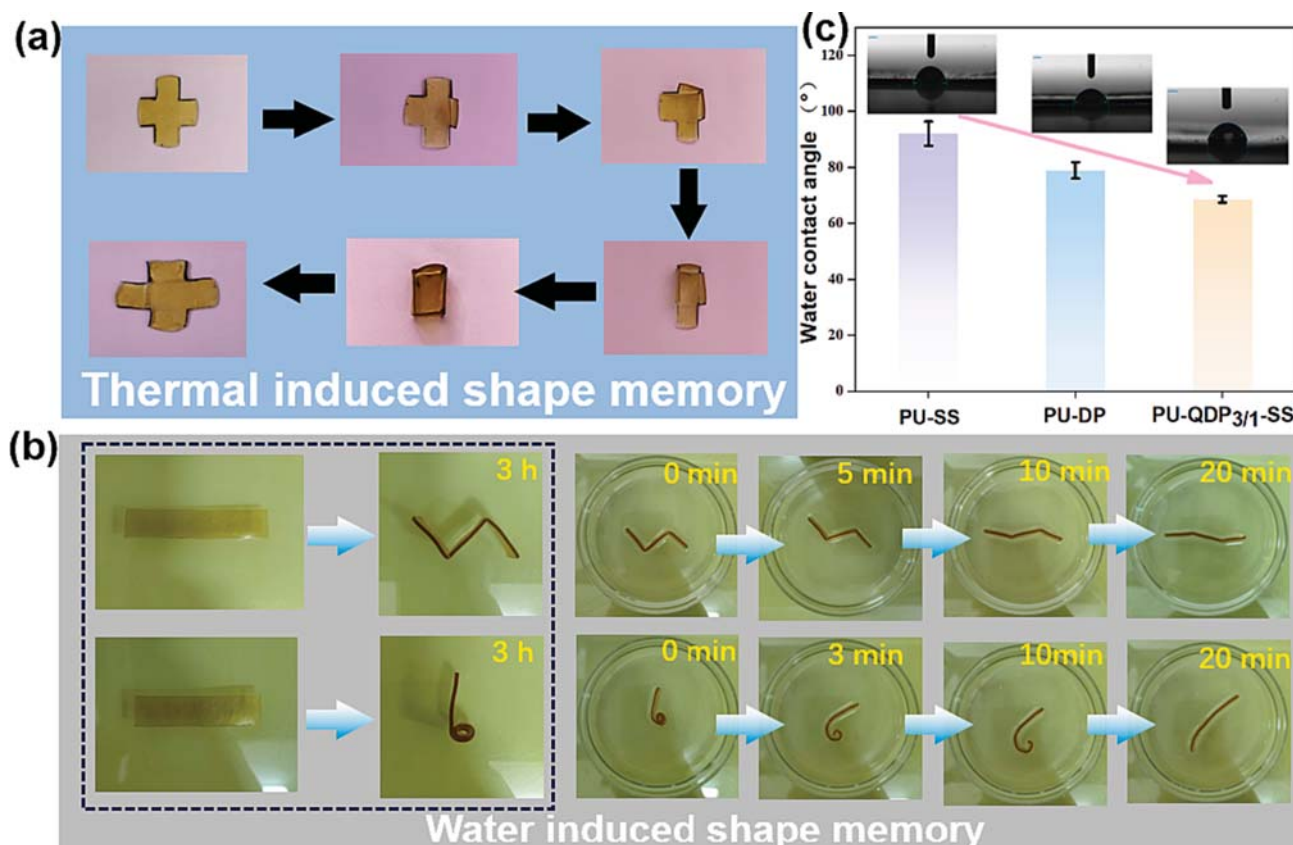 (a)
Thermal induced shape memory
(c)
Water contact angle (°)
120
100
80
60
40
20
0
PU-SS
PU-DP
PU-QDP3/1-SS
(b)
3 h
0 min
5 min
10 min
20 min
3 h
0 min
3 min
10min
20 min
Water induced shape memory